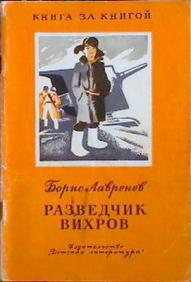 КНИГА ЗА КНИГОЙ
Борис Лавренев
РАЗВЕДЧИК
ВИХРОВ
Издательство
"Детская литература"